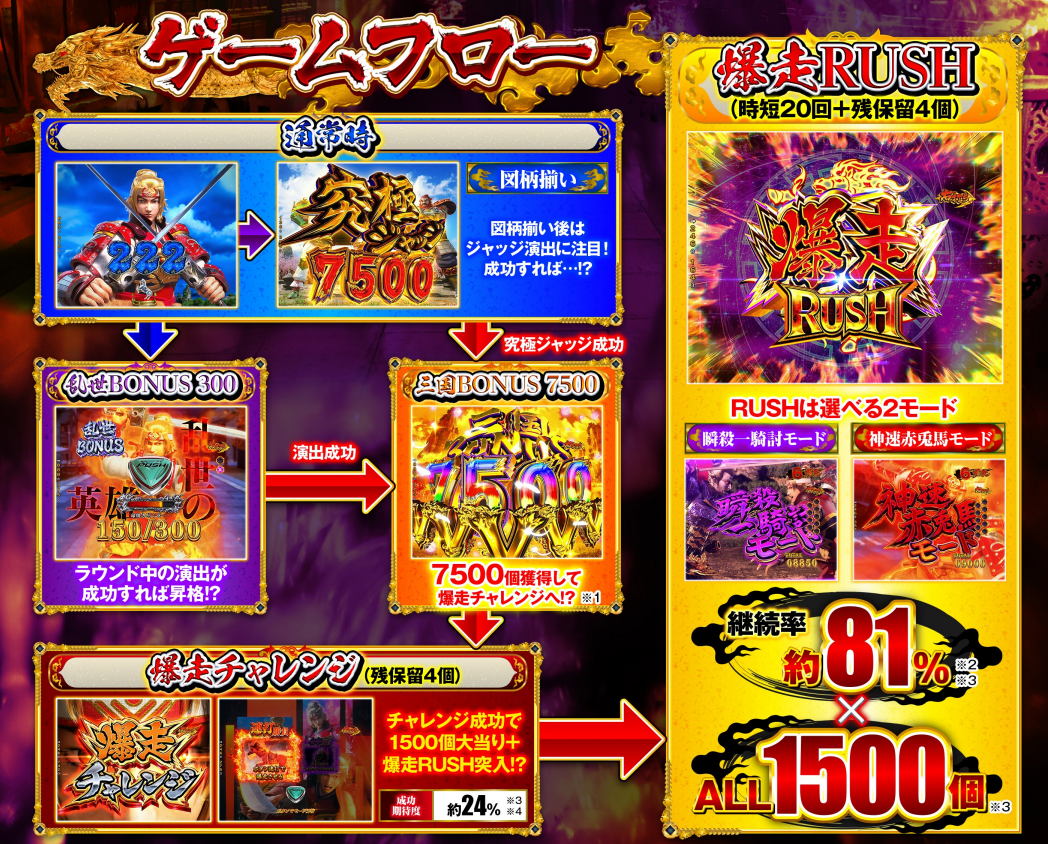 ゲームフロー
通常時
222
究極
ジャッジ
7500
図柄揃い
図柄揃い後は
ジャッジ演出に注目!
成功すれば…!?
究極ジャッジ成功
乱世BONUS 300
乱世
BONUS
PUSH!
乱世の
英雄
150/300
ラウンド中の演出が
成功すれば昇格!?
演出成功
三国BONUS 7500
三国
1500
7500個獲得して
爆走チャレンジへ!? ※1
爆走チャレンジ(残保留4個)
爆走
チャレンジ
チャレンジ成功で
1500個大当り+
爆走RUSH突入!?
成功
期待度
約24% ※3
※4
爆走RUSH
(時短20回+残保留4個)
爆走
RUSH
RUSHは選べる2モード
瞬殺一騎討モード
瞬殺
一騎討
モード
神速赤兎馬モード
神速
赤兎馬
モード
継続率
約81% ※2
※3
×
ALL1500個 ※3